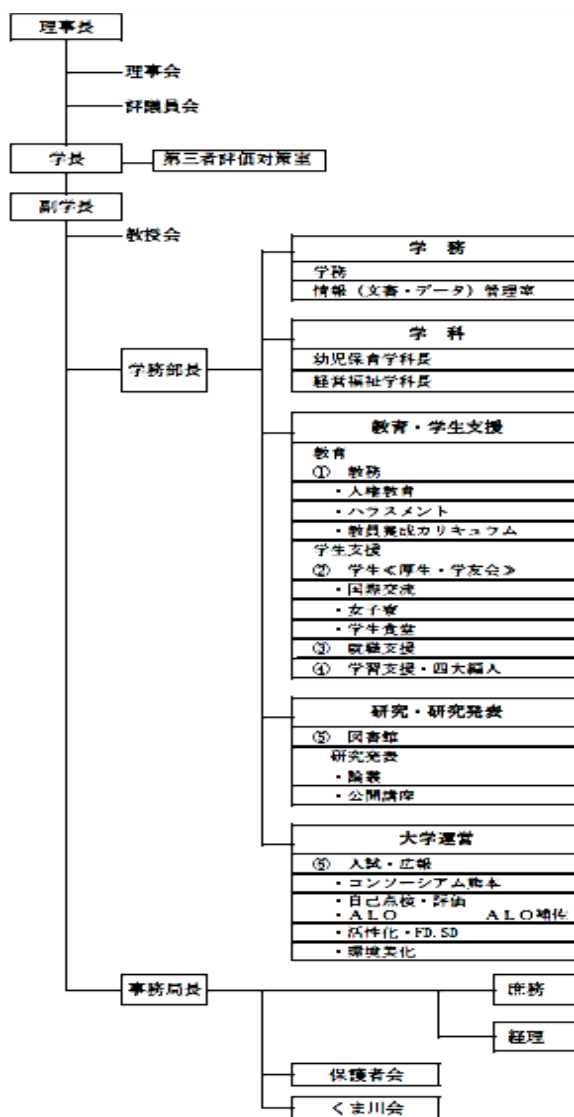 理事長
理事会
評議員会
学長
第三者評価対策室
副学長
教授会
学務部長
学 務
学務
情報（文書・データ）管理室
学 科
幼児保育学科長
経営福祉学科長
教育・学生支援
教育
① 教務
・人権教育
・ハラスメント
・教員養成カリキュラム
学生支援
② 学生≪厚生・学友会≫
・国際交流
・女子寮
・学生食堂
③ 就職支援
④ 学習支援・四大編入
研究・研究発表
⑤ 図書館
研究発表
・論叢
・公開講座
大学運営
⑥ 入試・広報
・コンソーシアム熊本
・自己点検・評価
・ALO ALO補佐
・活性化・FD.SD
・環境美化
事務局長
庶務
経理
保護者会
くま川会